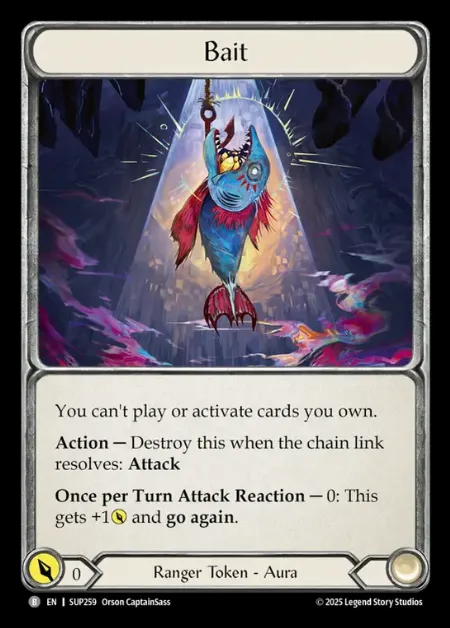 Bait
You can't play or activate cards you own.
Action — Destroy this when the chain link
resolves: Attack
Once per Turn Attack Reaction — 0: This
gets +1 and go again.
0
Ranger Token - Aura
B EN | SUP259 Orson CaptainSass
© 2025 Legend Story Studios